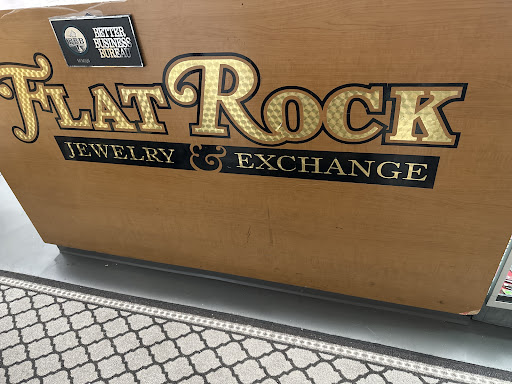 BETTER
BUSINESS
BUREAU
FLAT ROCK
JEWELRY & EXCHANGE